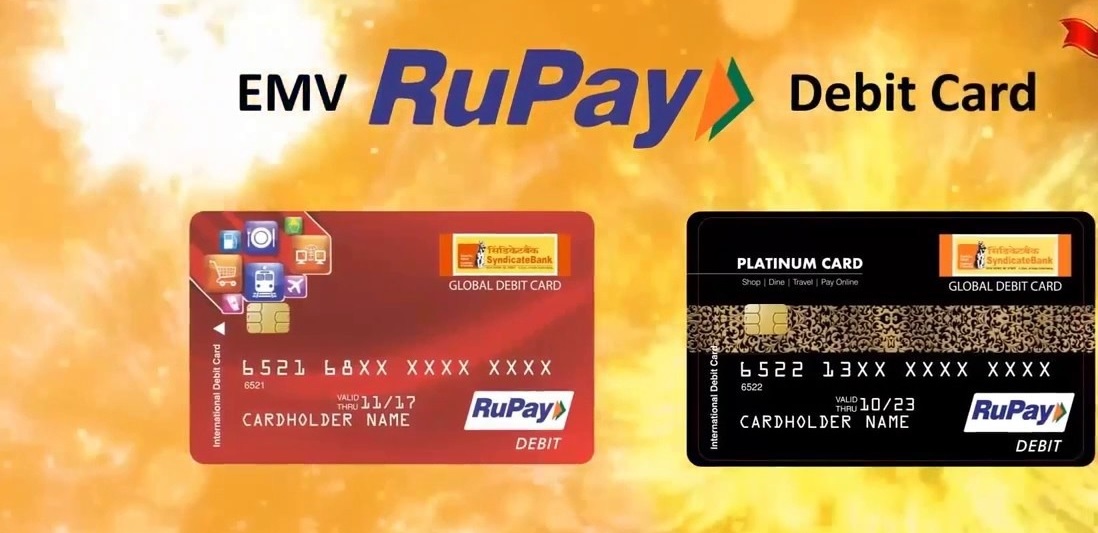 EMV RuPay Debit Card
सिंडिकेटबैंक
SyndicateBank
GLOBAL DEBIT CARD
International Debit Card
6521 68XX XXXX XXXX
6521
VALID
THRU 11/17
CARDHOLDER NAME
RuPay
DEBIT
PLATINUM CARD
Shop | Dine | Travel | Pay Online
सिंडिकेटबैंक
SyndicateBank
GLOBAL DEBIT CARD
International Debit Card
6522 13XX XXXX XXXX
6522
VALID
THRU 10/23
CARDHOLDER NAME
RuPay
DEBIT